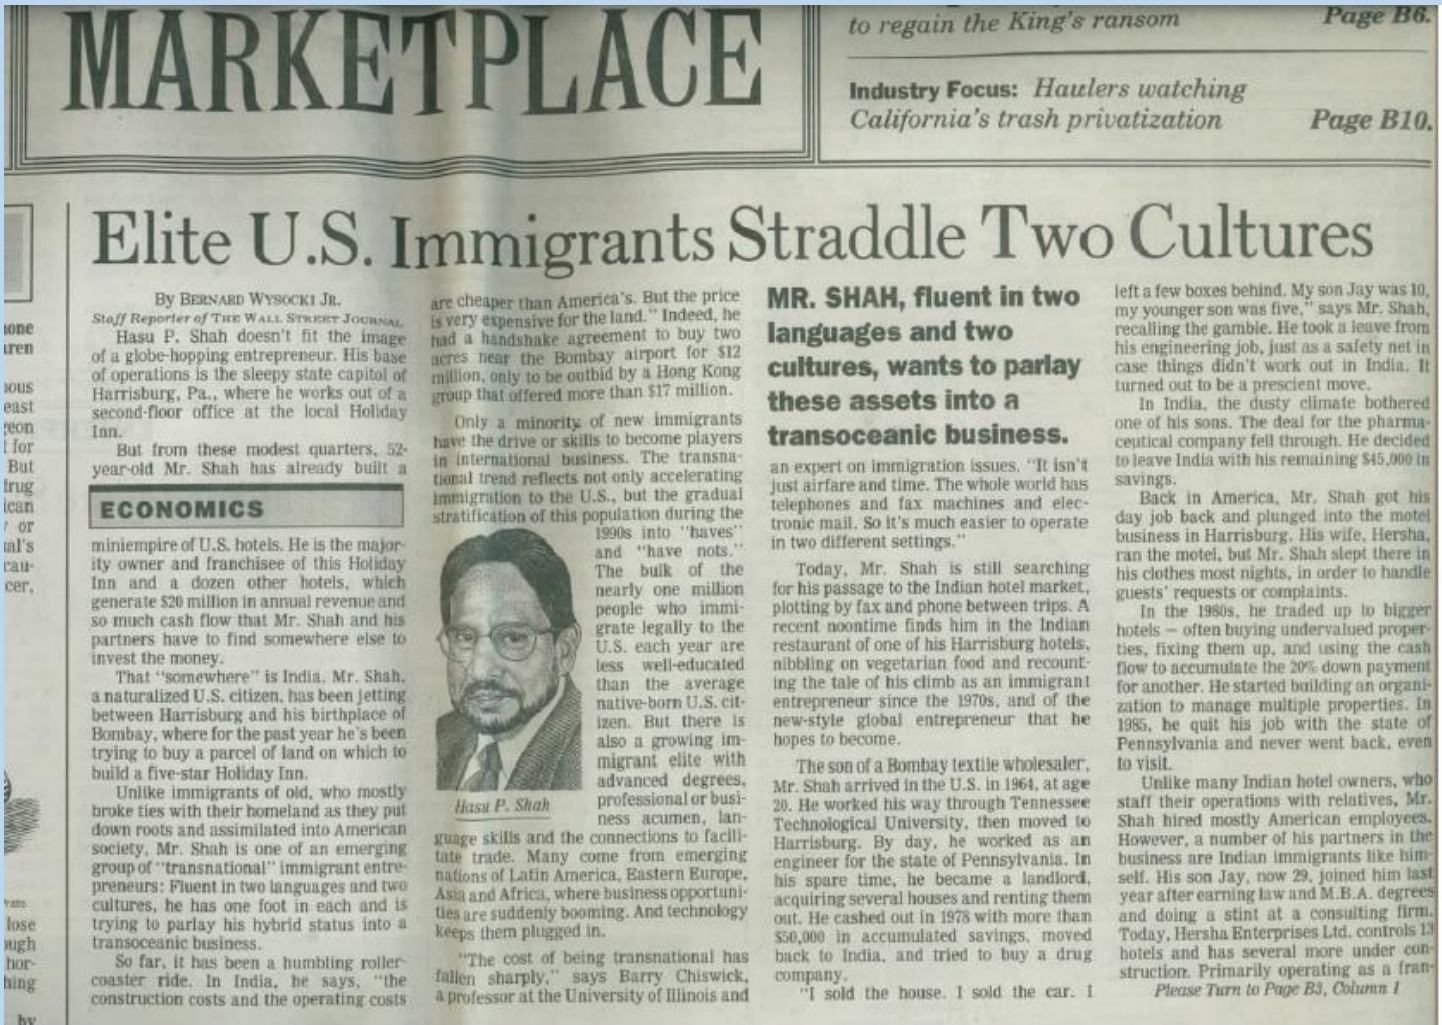 MARKETPLACE
to regain the King's ransom
Page B6.
Industry Focus: Haulers watching
California's trash privatization
Page B10.
Elite U.S. Immigrants Straddle Two Cultures
By BERNARD WYSOCKI JR.
Staff Reporter of THE WALL STREET JOURNAL
Hasu P. Shah doesn't fit the image
of a globe-hopping entrepreneur. His base
of operations is the sleepy state capitol of
Harrisburg, Pa., where he works out of a
second-floor office at the local Holiday
Inn.
But from these modest quarters, 52-
year-old Mr. Shah has already built a
ECONOMICS
miniempire of U.S. hotels. He is the major-
ity owner and franchisee of this Holiday
Inn and a dozen other hotels, which
generate $20 million in annual revenue and
so much cash flow that Mr. Shah and his
partners have to find somewhere else to
invest the money.
That "somewhere" is India. Mr. Shah,
a naturalized U.S. citizen, has been jetting
between Harrisburg and his birthplace of
Bombay, where for the past year he's been
trying to buy a parcel of land on which to
build a five-star Holiday Inn.
Unlike immigrants of old, who mostly
broke ties with their homeland as they put
down roots and assimilated into American
society, Mr. Shah is one of an emerging
group of "transnational" immigrant entre-
preneurs: Fluent in two languages and two
cultures, he has one foot in each and is
trying to parlay his hybrid status into a
transoceanic business.
So far, it has been a humbling roller-
coaster ride. In India, he says, "the
construction costs and the operating costs
are cheaper than America's. But the price
is very expensive for the land." Indeed, he
had a handshake agreement to buy two
acres near the Bombay airport for $12
million, only to be outbid by a Hong Kong
group that offered more than $17 million.
Only a minority of new immigrants
have the drive or skills to become players
in international business. The transna-
tional trend reflects not only accelerating
immigration to the U.S., but the gradual
stratification of this population during the
1990s into "haves"
and "have nots."
The bulk of the
nearly one million
people who immi-
grate legally to the
U.S. each year are
less well-educated
than the average
native-born U.S. cit-
izen. But there is
also a growing im-
migrant elite with
advanced degrees,
professional or busi-
ness acumen, lan-
Hasu P. Shah
guage skills and the connections to facili-
tate trade. Many come from emerging
nations of Latin America, Eastern Europe,
Asia and Africa, where business opportuni-
ties are suddenly booming. And technology
keeps them plugged in.
"The cost of being transnational has
fallen sharply," says Barry Chiswick,
a professor at the University of Illinois and
MR. SHAH, fluent in two
languages and two
cultures, wants to parlay
these assets into a
transoceanic business.
an expert on immigration issues. "It isn't
just airfare and time. The whole world has
telephones and fax machines and elec-
tronic mail. So it's much easier to operate
in two different settings."
Today, Mr. Shah is still searching
for his passage to the Indian hotel market,
plotting by fax and phone between trips. A
recent noontime finds him in the Indian
restaurant of one of his Harrisburg hotels,
nibbling on vegetarian food and recount-
ing the tale of his climb as an immigrant
entrepreneur since the 1970s, and of the
new-style global entrepreneur that he
hopes to become.
The son of a Bombay textile wholesaler,
Mr. Shah arrived in the U.S. in 1964, at age
20. He worked his way through Tennessee
Technological University, then moved to
Harrisburg. By day, he worked as an
engineer for the state of Pennsylvania. In
his spare time, he became a landlord,
acquiring several houses and renting them
out. He cashed out in 1978 with more than
$50,000 in accumulated savings, moved
back to India, and tried to buy a drug
company.
"I sold the house. I sold the car. I
left a few boxes behind. My son Jay was 10,
my younger son was five," says Mr. Shah,
recalling the gamble. He took a leave from
his engineering job, just as a safety net in
case things didn't work out in India. It
turned out to be a prescient move.
In India, the dusty climate bothered
one of his sons. The deal for the pharma-
ceutical company fell through. He decided
to leave India with his remaining $45,000 in
savings.
Back in America, Mr. Shah got his
day job back and plunged into the motel
business in Harrisburg. His wife, Hersha,
ran the motel, but Mr. Shah slept there in
his clothes most nights, in order to handle
guests' requests or complaints.
In the 1980s, he traded up to bigger
hotels — often buying undervalued proper-
ties, fixing them up, and using the cash
flow to accumulate the 20% down payment
for another. He started building an organi-
zation to manage multiple properties. In
1985, he quit his job with the state of
Pennsylvania and never went back, even
to visit.
Unlike many Indian hotel owners, who
staff their operations with relatives, Mr.
Shah hired mostly American employees.
However, a number of his partners in the
business are Indian immigrants like him-
self. His son Jay, now 29, joined him last
year after earning law and M.B.A. degrees
and doing a stint at a consulting firm.
Today, Hersha Enterprises Ltd. controls 13
hotels and has several more under con-
struction. Primarily operating as a fran-
Please Turn to Page B3, Column 1